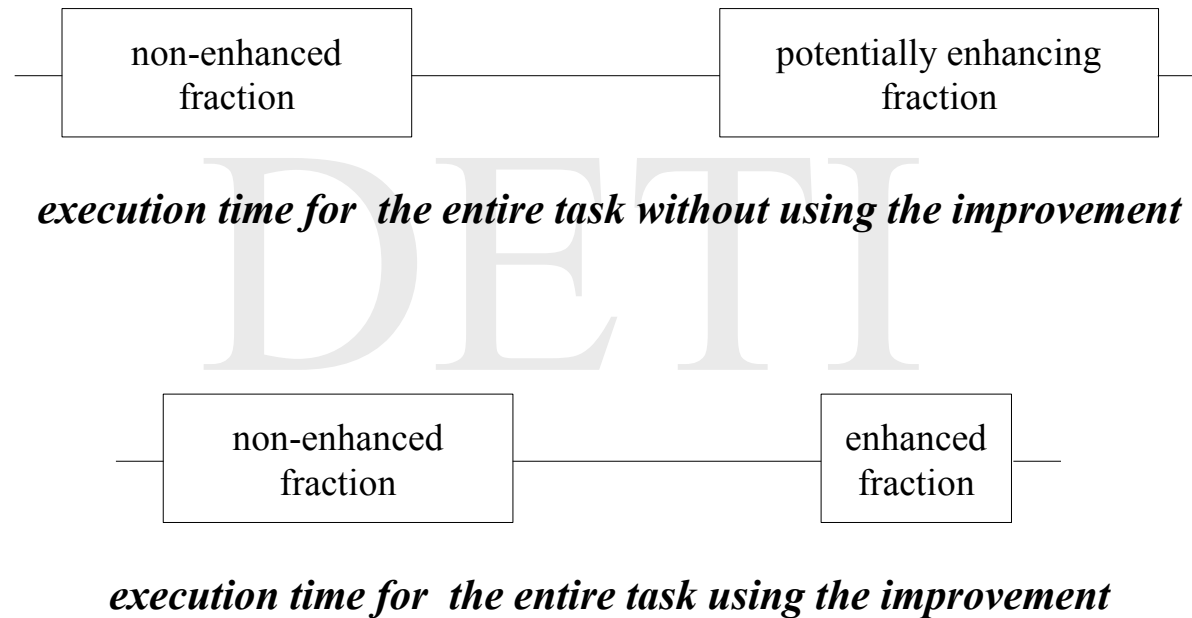 non-enhanced
fraction
potentially enhancing
fraction
execution time for the entire task without using the improvement
DETI
non-enhanced
fraction
enhanced
fraction
execution time for the entire task using the improvement